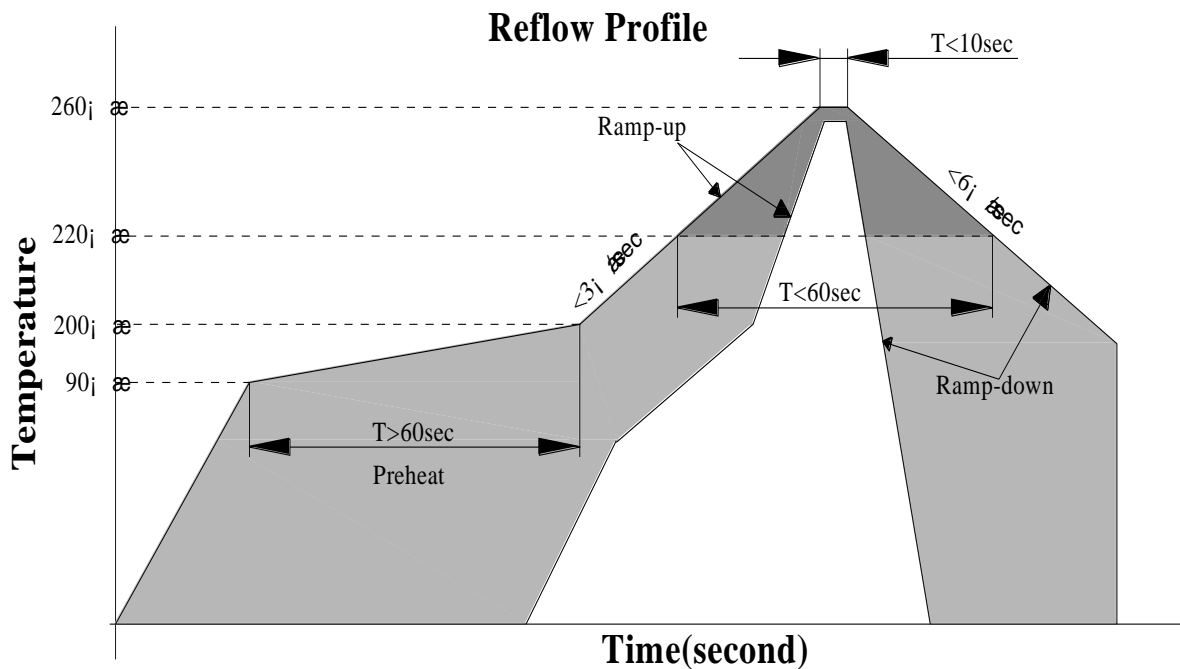 Reflow Profile
T<10sec
260¡æ
Ramp-up
<6¡æ/sec
220¡æ
<3¡æ/sec
T<60sec
200¡æ
90¡æ
Ramp-down
T>60sec
Preheat
Temperature
Time(second)